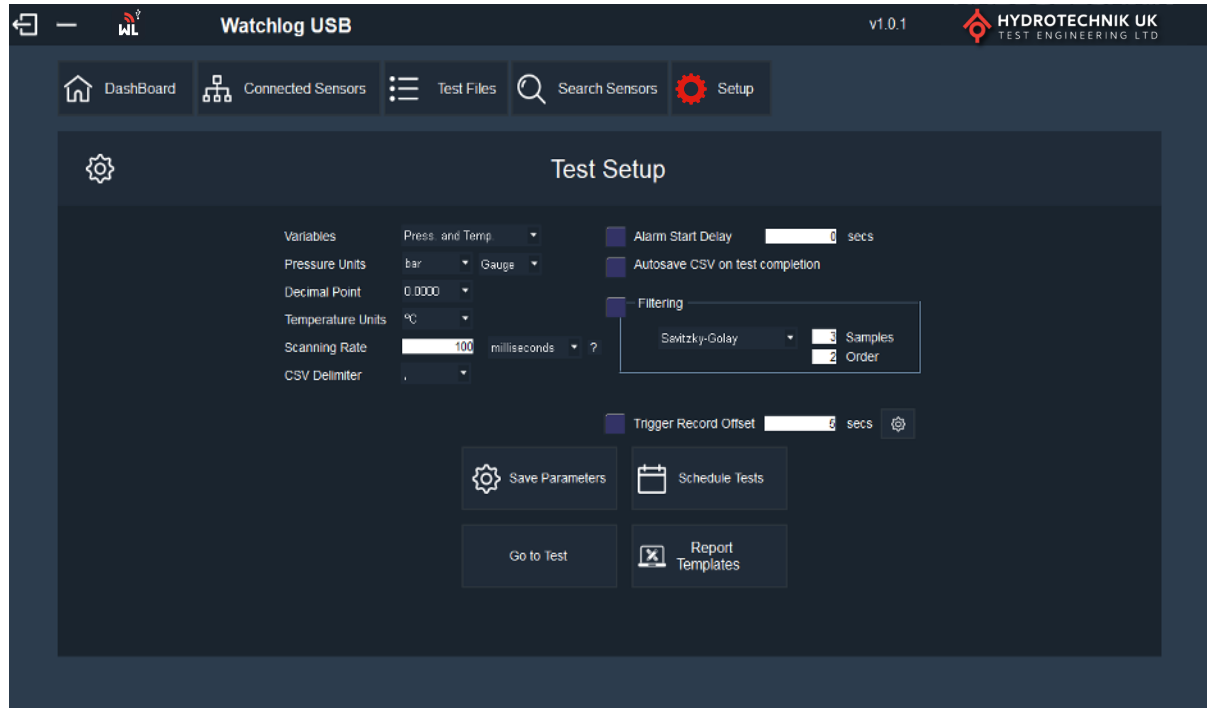 WL
Watchlog USB
v1.0.1
HYDROTECHNIK UK
TEST ENGINEERING LTD
DashBoard
Connected Sensors
Test Files
Search Sensors
Setup
Test Setup
Variables Press. and Temp.
Pressure Units bar Gauge
Decimal Point 0.0000
Temperature Units ºC
Scanning Rate 100 milliseconds ?
CSV Delimiter ,
Alarm Start Delay 0 secs
Autosave CSV on test completion
Filtering
Savitzky-Golay 3 Samples
2 Order
Trigger Record Offset 5 secs
Save Parameters
Schedule Tests
Go to Test
Report
Templates